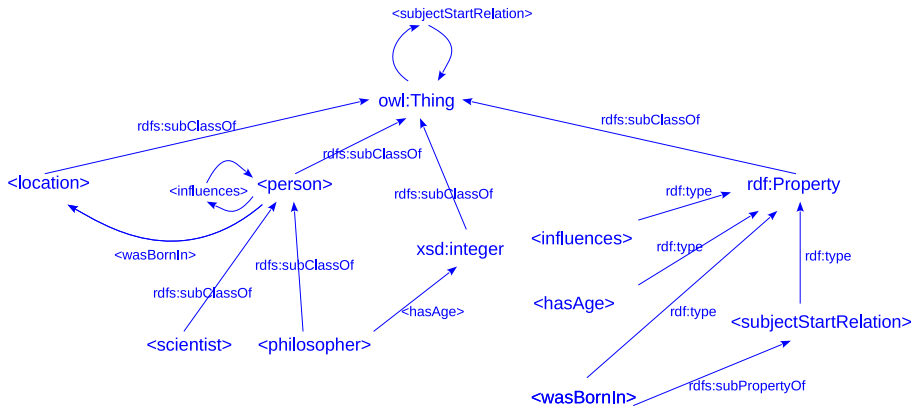 <subjectStartRelation>
owl:Thing
rdfs:subClassOf
rdfs:subClassOf
rdfs:subClassOf
<location>
<influences>
<person>
rdf:Property
rdfs:subClassOf
rdf:type
<influences>
<wasBornIn>
xsd:integer
rdf:type
rdf:type
rdfs:subClassOf
rdfs:subClassOf
<hasAge>
<hasAge>
rdf:type
<subjectStartRelation>
<scientist>
<philosopher>
rdfs:subPropertyOf
<wasBornIn>